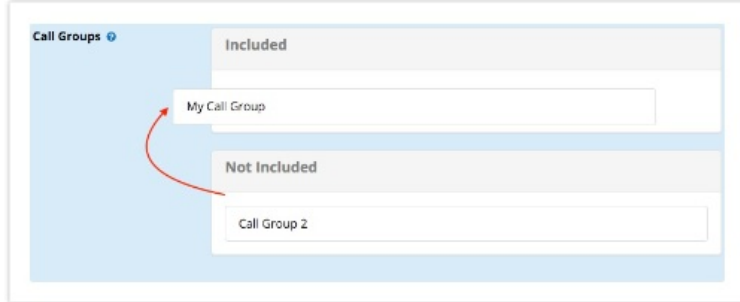 Call Groups
Included
My Call Group
Not Included
Call Group 2